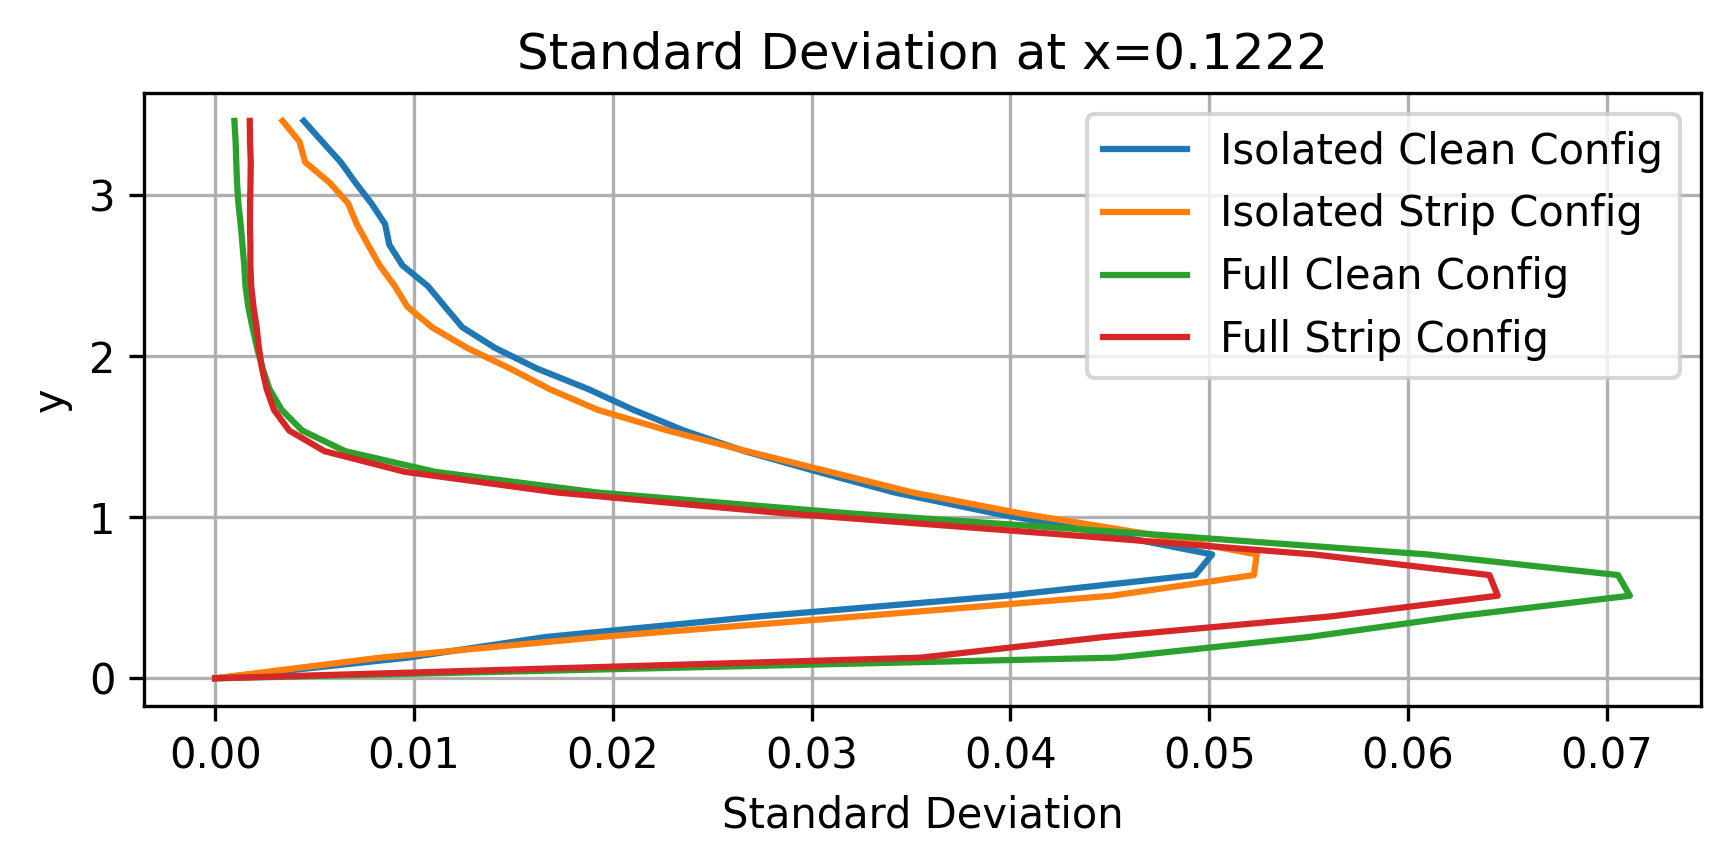 Standard Deviation at x=0.1222
Isolated Clean Config
Isolated Strip Config
Full Clean Config
Full Strip Config
3
2
1
0
y
0.00 0.01 0.02 0.03 0.04 0.05 0.06 0.07
Standard Deviation